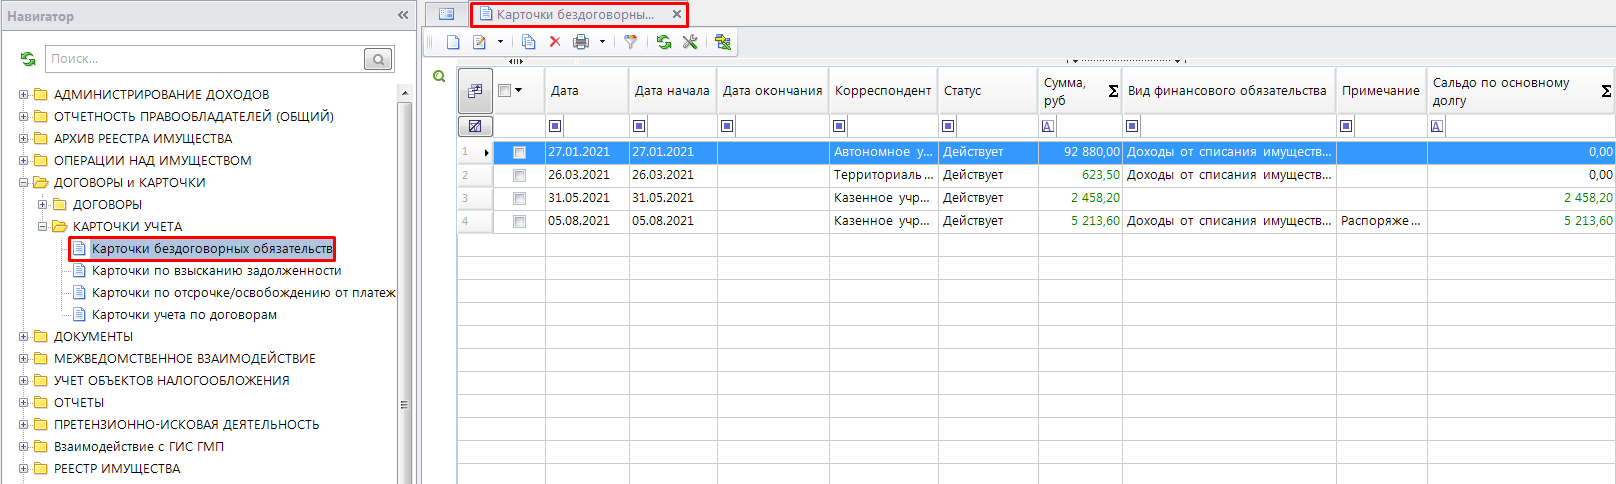 Навигатор
Поиск...
АДМИНИСТРИРОВАНИЕ ДОХОДОВ
ОТЧЕТНОСТЬ ПРАВООБЛАДАТЕЛЕЙ (ОБЩИЙ)
АРХИВ РЕЕСТРА ИМУЩЕСТВА
ОПЕРАЦИИ НАД ИМУЩЕСТВОМ
ДОГОВОРЫ и КАРТОЧКИ
ДОГОВОРЫ
КАРТОЧКИ УЧЕТА
Карточки бездоговорных обязательств
Карточки по взысканию задолженности
Карточки по отсрочке/освобождению от платеж
Карточки учета по договорам
ДОКУМЕНТЫ
МЕЖВЕДОМСТВЕННОЕ ВЗАИМОДЕЙСТВИЕ
УЧЕТ ОБЪЕКТОВ НАЛОГООБЛОЖЕНИЯ
ОТЧЕТЫ
ПРЕТЕНЗИОННО-ИСКОВАЯ ДЕЯТЕЛЬНОСТЬ
Взаимодействие с ГИС ГМП
РЕЕСТР ИМУЩЕСТВА
Карточки бездоговорны...
Дата Дата начала Дата окончания Корреспондент Статус Сумма, руб Σ Вид финансового обязательства Примечание Сальдо по основному долгу Σ
1 27.01.2021 27.01.2021 Автономное у... Действует 92 880,00 Доходы от списания имуществ... 0,00
2 26.03.2021 26.03.2021 Территориаль... Действует 623,50 Доходы от списания имуществ... 0,00
3 31.05.2021 31.05.2021 Казенное учр... Действует 2 458,20 2 458,20
4 05.08.2021 05.08.2021 Казенное учр... Действует 5 213,60 Доходы от списания имуществ... Распоряже... 5 213,60